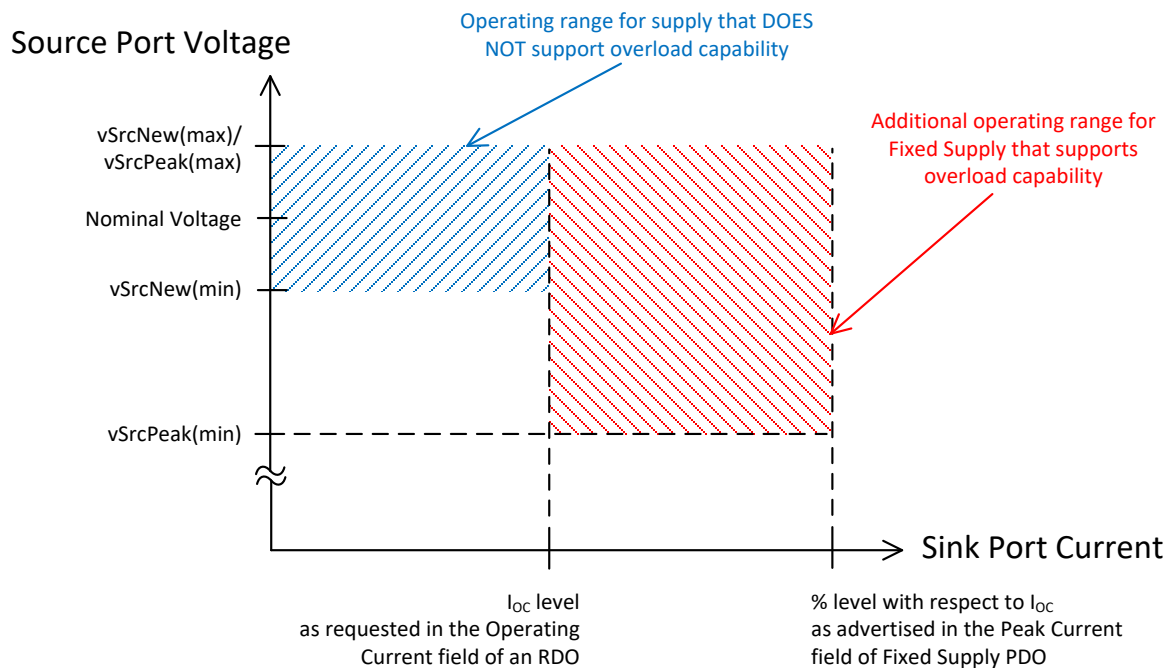 Operating range for supply that DOES
NOT support overload capability
Source Port Voltage
vSrcNew(max)/
vSrcPeak(max)
Additional operating range for
Fixed Supply that supports
overload capability
Nominal Voltage
vSrcNew(min)
vSrcPeak(min)
Sink Port Current
IOC level
as requested in the Operating
Current field of an RDO
% level with respect to IOC
as advertised in the Peak Current
field of Fixed Supply PDO